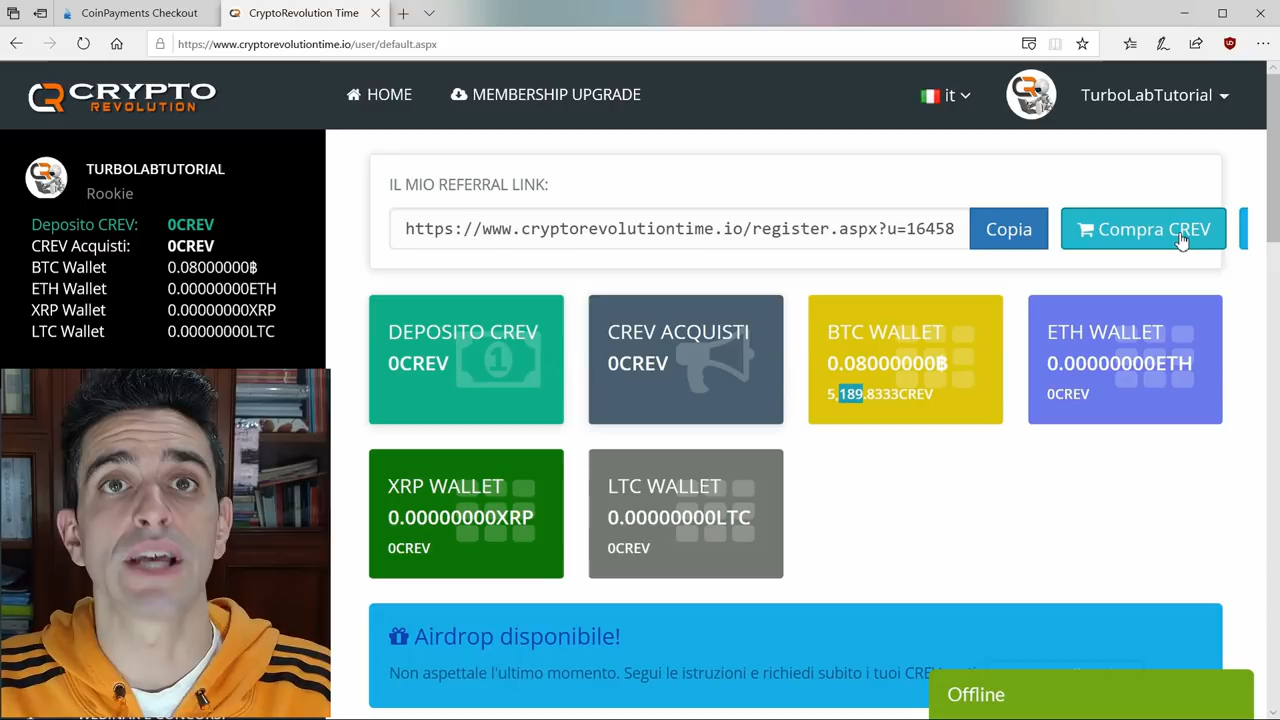 CoinPayments Checkout
CryptoRevolution Time
https://www.cryptorevolutiontime.io/user/default.aspx
CRYPTO
REVOLUTION
HOME
MEMBERSHIP UPGRADE
it
TurboLabTutorial
TURBOLABTUTORIAL
Rookie
Deposito CREV: 0CREV
CREV Acquisti: 0CREV
BTC Wallet 0.08000000฿
ETH Wallet 0.00000000ETH
XRP Wallet 0.00000000XRP
LTC Wallet 0.00000000LTC
IL MIO REFERRAL LINK:
https://www.cryptorevolutiontime.io/register.aspx?u=16458
Copia
Compra CREV
DEPOSITO CREV
0CREV
CREV ACQUISTI
0CREV
BTC WALLET
0.08000000฿
5,189.8333CREV
ETH WALLET
0.00000000ETH
0CREV
XRP WALLET
0.00000000XRP
0CREV
LTC WALLET
0.00000000LTC
0CREV
Airdrop disponibile!
Non aspettale l'ultimo momento. Segui le istruzioni e richiedi subito i tuoi CREV
Offline